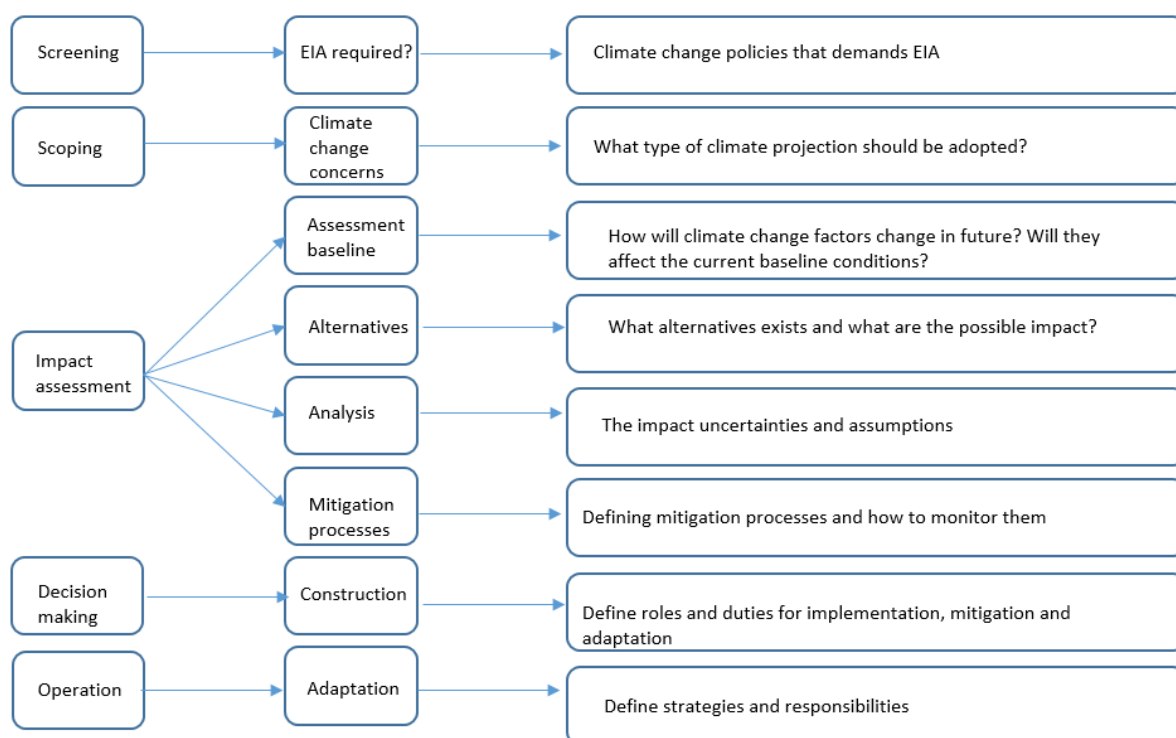 Screening
EIA required?
Climate change policies that demands EIA
Scoping
Climate
change
concerns
What type of climate projection should be adopted?
Impact
assessment
Assessment
baseline
How will climate change factors change in future? Will they
affect the current baseline conditions?
Alternatives
What alternatives exists and what are the possible impact?
Analysis
The impact uncertainties and assumptions
Mitigation
processes
Defining mitigation processes and how to monitor them
Decision
making
Construction
Define roles and duties for implementation, mitigation and
adaptation
Operation
Adaptation
Define strategies and responsibilities